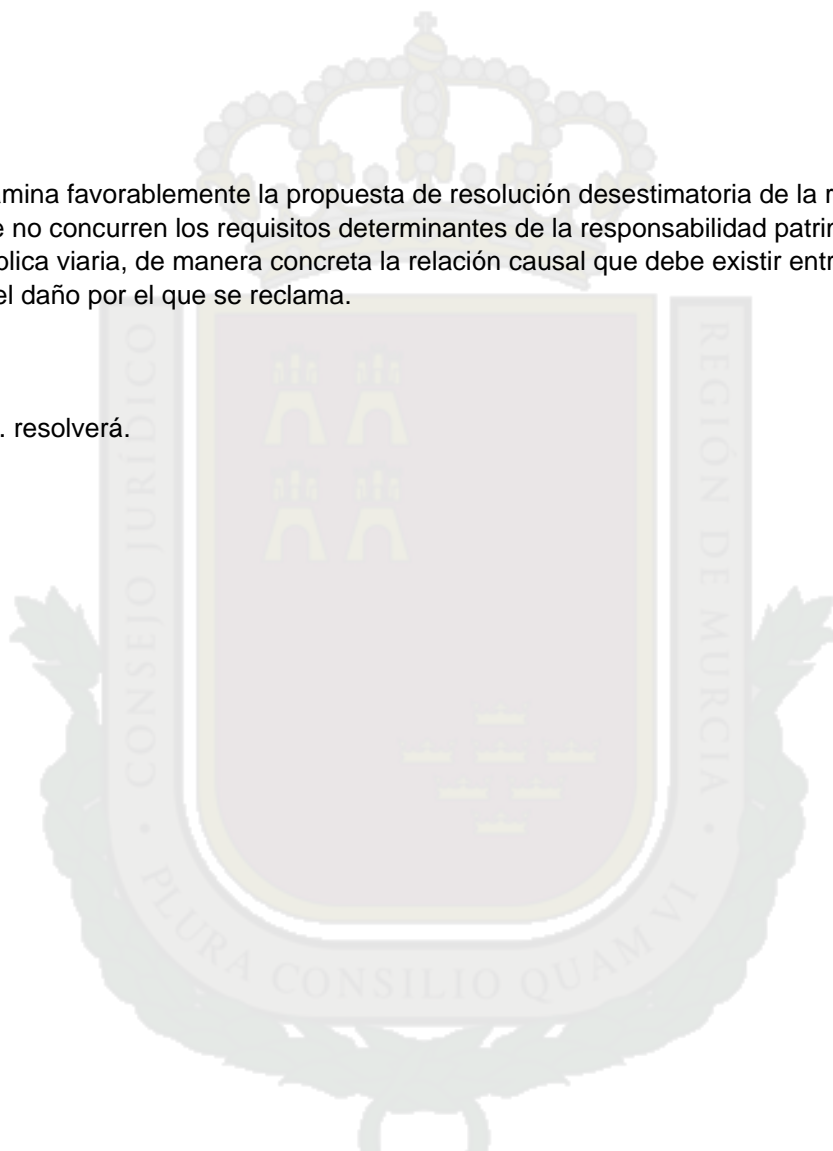 amina favorablemente la propuesta de resolución desestimatoria de la
e no concurren los requisitos determinantes de la responsabilidad
blica viaria, de manera concreta la relación causal que debe existir
el daño por el que se reclama.
. resolverá.
CONSEJO JURÍDICO
REGIÓN DE MURCIA
PLURA CONSILIO QUAM VI